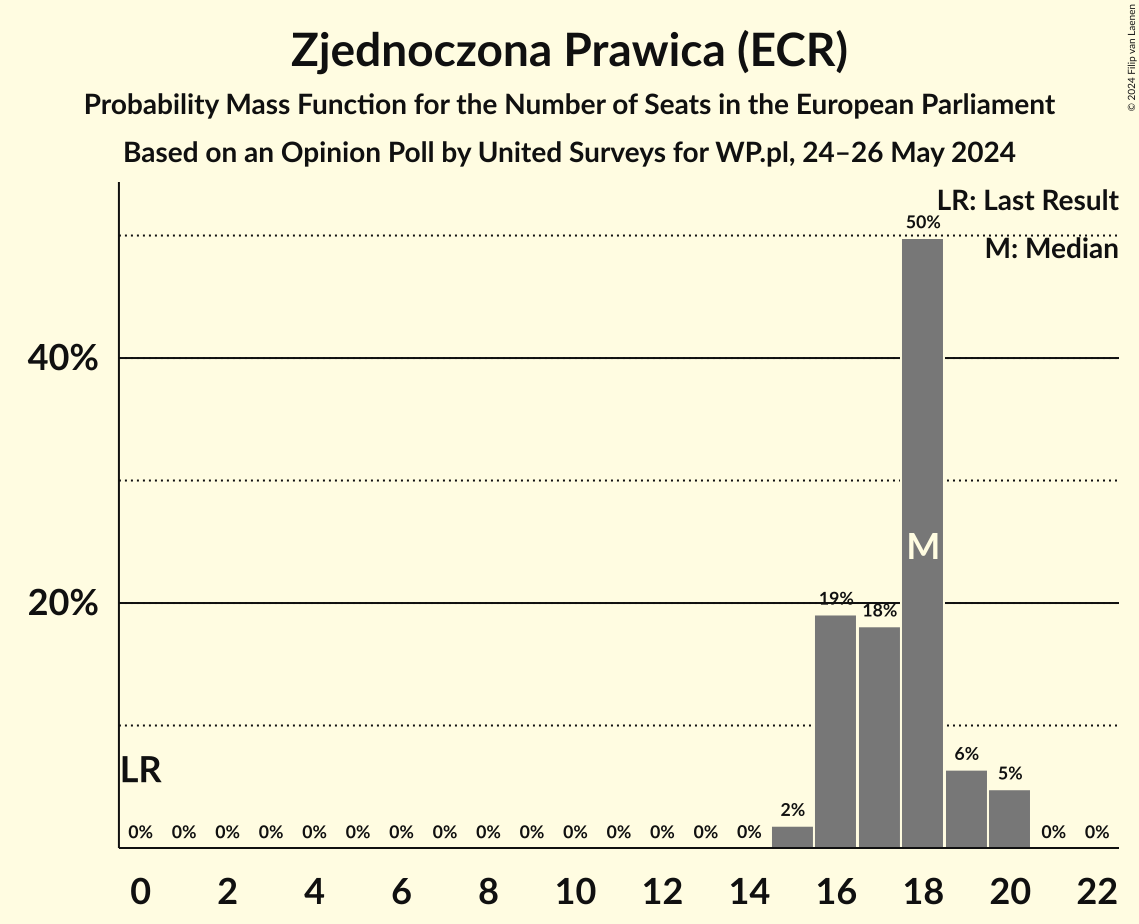 Zjednoczona Prawica (ECR)
Probability Mass Function for the Number of Seats in the European Parliament
Based on an Opinion Poll by United Surveys for WP.pl, 24–26 May 2024
© 2024 Filip van Laenen
LR: Last Result
M: Median
40%
20%
LR
M
0% 0% 0% 0% 0% 0% 0% 0% 0% 0% 0% 0% 0% 0% 0% 2% 19% 18% 50% 6% 5% 0% 0%
0 2 4 6 8 10 12 14 16 18 20 22